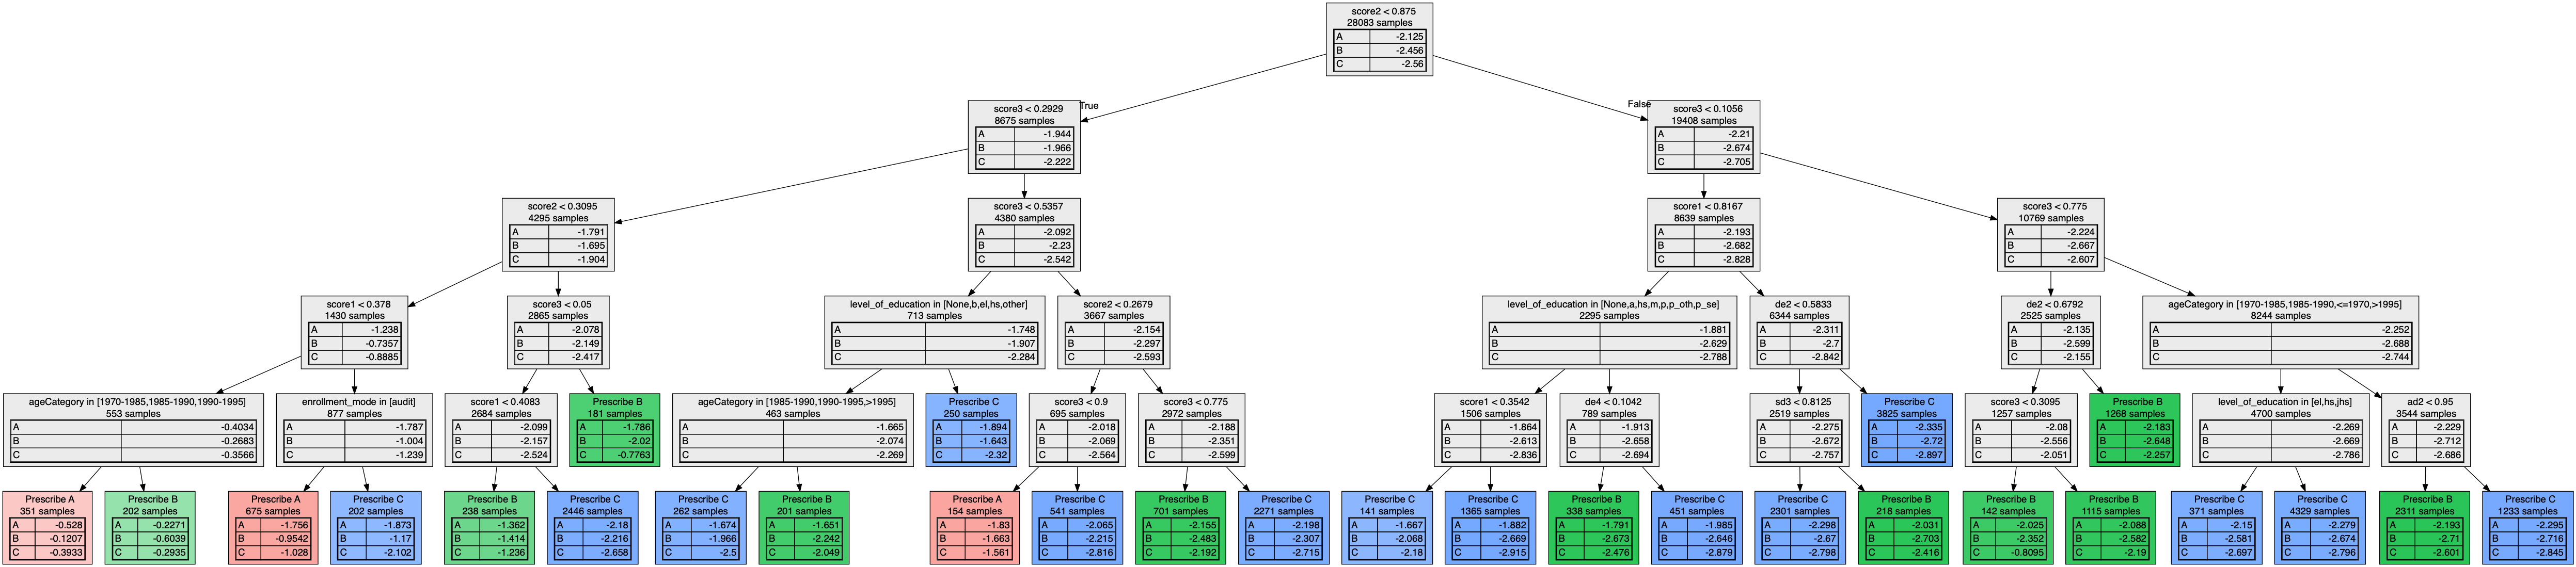 score2 < 0.875
28083 samples
A -2.125
B -2.456
C -2.56
True
False
score3 < 0.2929
8675 samples
A -1.944
B -1.966
C -2.222
score3 < 0.1056
19408 samples
A -2.21
B -2.674
C -2.705
score2 < 0.3095
4295 samples
A -1.791
B -1.695
C -1.904
score3 < 0.5357
4380 samples
A -2.092
B -2.23
C -2.542
score1 < 0.8167
8639 samples
A -2.193
B -2.682
C -2.828
score3 < 0.775
10769 samples
A -2.224
B -2.667
C -2.607
score1 < 0.378
1430 samples
A -1.238
B -0.7357
C -0.8885
score3 < 0.05
2865 samples
A -2.078
B -2.149
C -2.417
level_of_education in [None,b,el,hs,other]
713 samples
A -1.748
B -1.907
C -2.284
score2 < 0.2679
3667 samples
A -2.154
B -2.297
C -2.593
level_of_education in [None,a,hs,m,p,p_oth,p_se]
2295 samples
A -1.881
B -2.629
C -2.788
de2 < 0.5833
6344 samples
A -2.311
B -2.7
C -2.842
de2 < 0.6792
2525 samples
A -2.135
B -2.599
C -2.155
ageCategory in [1970-1985,1985-1990,<=1970,>1995]
8244 samples
A -2.252
B -2.688
C -2.744
ageCategory in [1970-1985,1985-1990,1990-1995]
553 samples
A -0.4034
B -0.2683
C -0.3566
enrollment_mode in [audit]
877 samples
A -1.787
B -1.004
C -1.239
score1 < 0.4083
2684 samples
A -2.099
B -2.157
C -2.524
Prescribe B
181 samples
A -1.786
B -2.02
C -0.7763
ageCategory in [1985-1990,1990-1995,>1995]
463 samples
A -1.665
B -2.074
C -2.269
Prescribe C
250 samples
A -1.894
B -1.643
C -2.32
score3 < 0.9
695 samples
A -2.018
B -2.069
C -2.564
score3 < 0.775
2972 samples
A -2.188
B -2.351
C -2.599
score1 < 0.3542
1506 samples
A -1.864
B -2.613
C -2.836
de4 < 0.1042
789 samples
A -1.913
B -2.658
C -2.694
sd3 < 0.8125
2519 samples
A -2.275
B -2.672
C -2.757
Prescribe C
3825 samples
A -2.335
B -2.72
C -2.897
score3 < 0.3095
1257 samples
A -2.08
B -2.556
C -2.051
Prescribe B
1268 samples
A -2.183
B -2.648
C -2.257
level_of_education in [el,hs,jhs]
4700 samples
A -2.269
B -2.669
C -2.786
ad2 < 0.95
3544 samples
A -2.229
B -2.712
C -2.686
Prescribe A
351 samples
A -0.528
B -0.1207
C -0.3933
Prescribe B
202 samples
A -0.2271
B -0.6039
C -0.2935
Prescribe A
675 samples
A -1.756
B -0.9542
C -1.028
Prescribe C
202 samples
A -1.873
B -1.17
C -2.102
Prescribe B
238 samples
A -1.362
B -1.414
C -1.236
Prescribe C
2446 samples
A -2.18
B -2.216
C -2.658
Prescribe C
262 samples
A -1.674
B -1.966
C -2.5
Prescribe B
201 samples
A -1.651
B -2.242
C -2.049
Prescribe A
154 samples
A -1.83
B -1.663
C -1.561
Prescribe C
541 samples
A -2.065
B -2.215
C -2.816
Prescribe B
701 samples
A -2.155
B -2.483
C -2.192
Prescribe C
2271 samples
A -2.198
B -2.307
C -2.715
Prescribe C
141 samples
A -1.667
B -2.068
C -2.18
Prescribe C
1365 samples
A -1.882
B -2.669
C -2.915
Prescribe B
338 samples
A -1.791
B -2.673
C -2.476
Prescribe C
451 samples
A -1.985
B -2.646
C -2.879
Prescribe C
2301 samples
A -2.298
B -2.67
C -2.798
Prescribe B
218 samples
A -2.031
B -2.703
C -2.416
Prescribe B
142 samples
A -2.025
B -2.352
C -0.8095
Prescribe B
1115 samples
A -2.088
B -2.582
C -2.19
Prescribe C
371 samples
A -2.15
B -2.581
C -2.697
Prescribe C
4329 samples
A -2.279
B -2.674
C -2.796
Prescribe B
2311 samples
A -2.193
B -2.71
C -2.601
Prescribe C
1233 samples
A -2.295
B -2.716
C -2.845